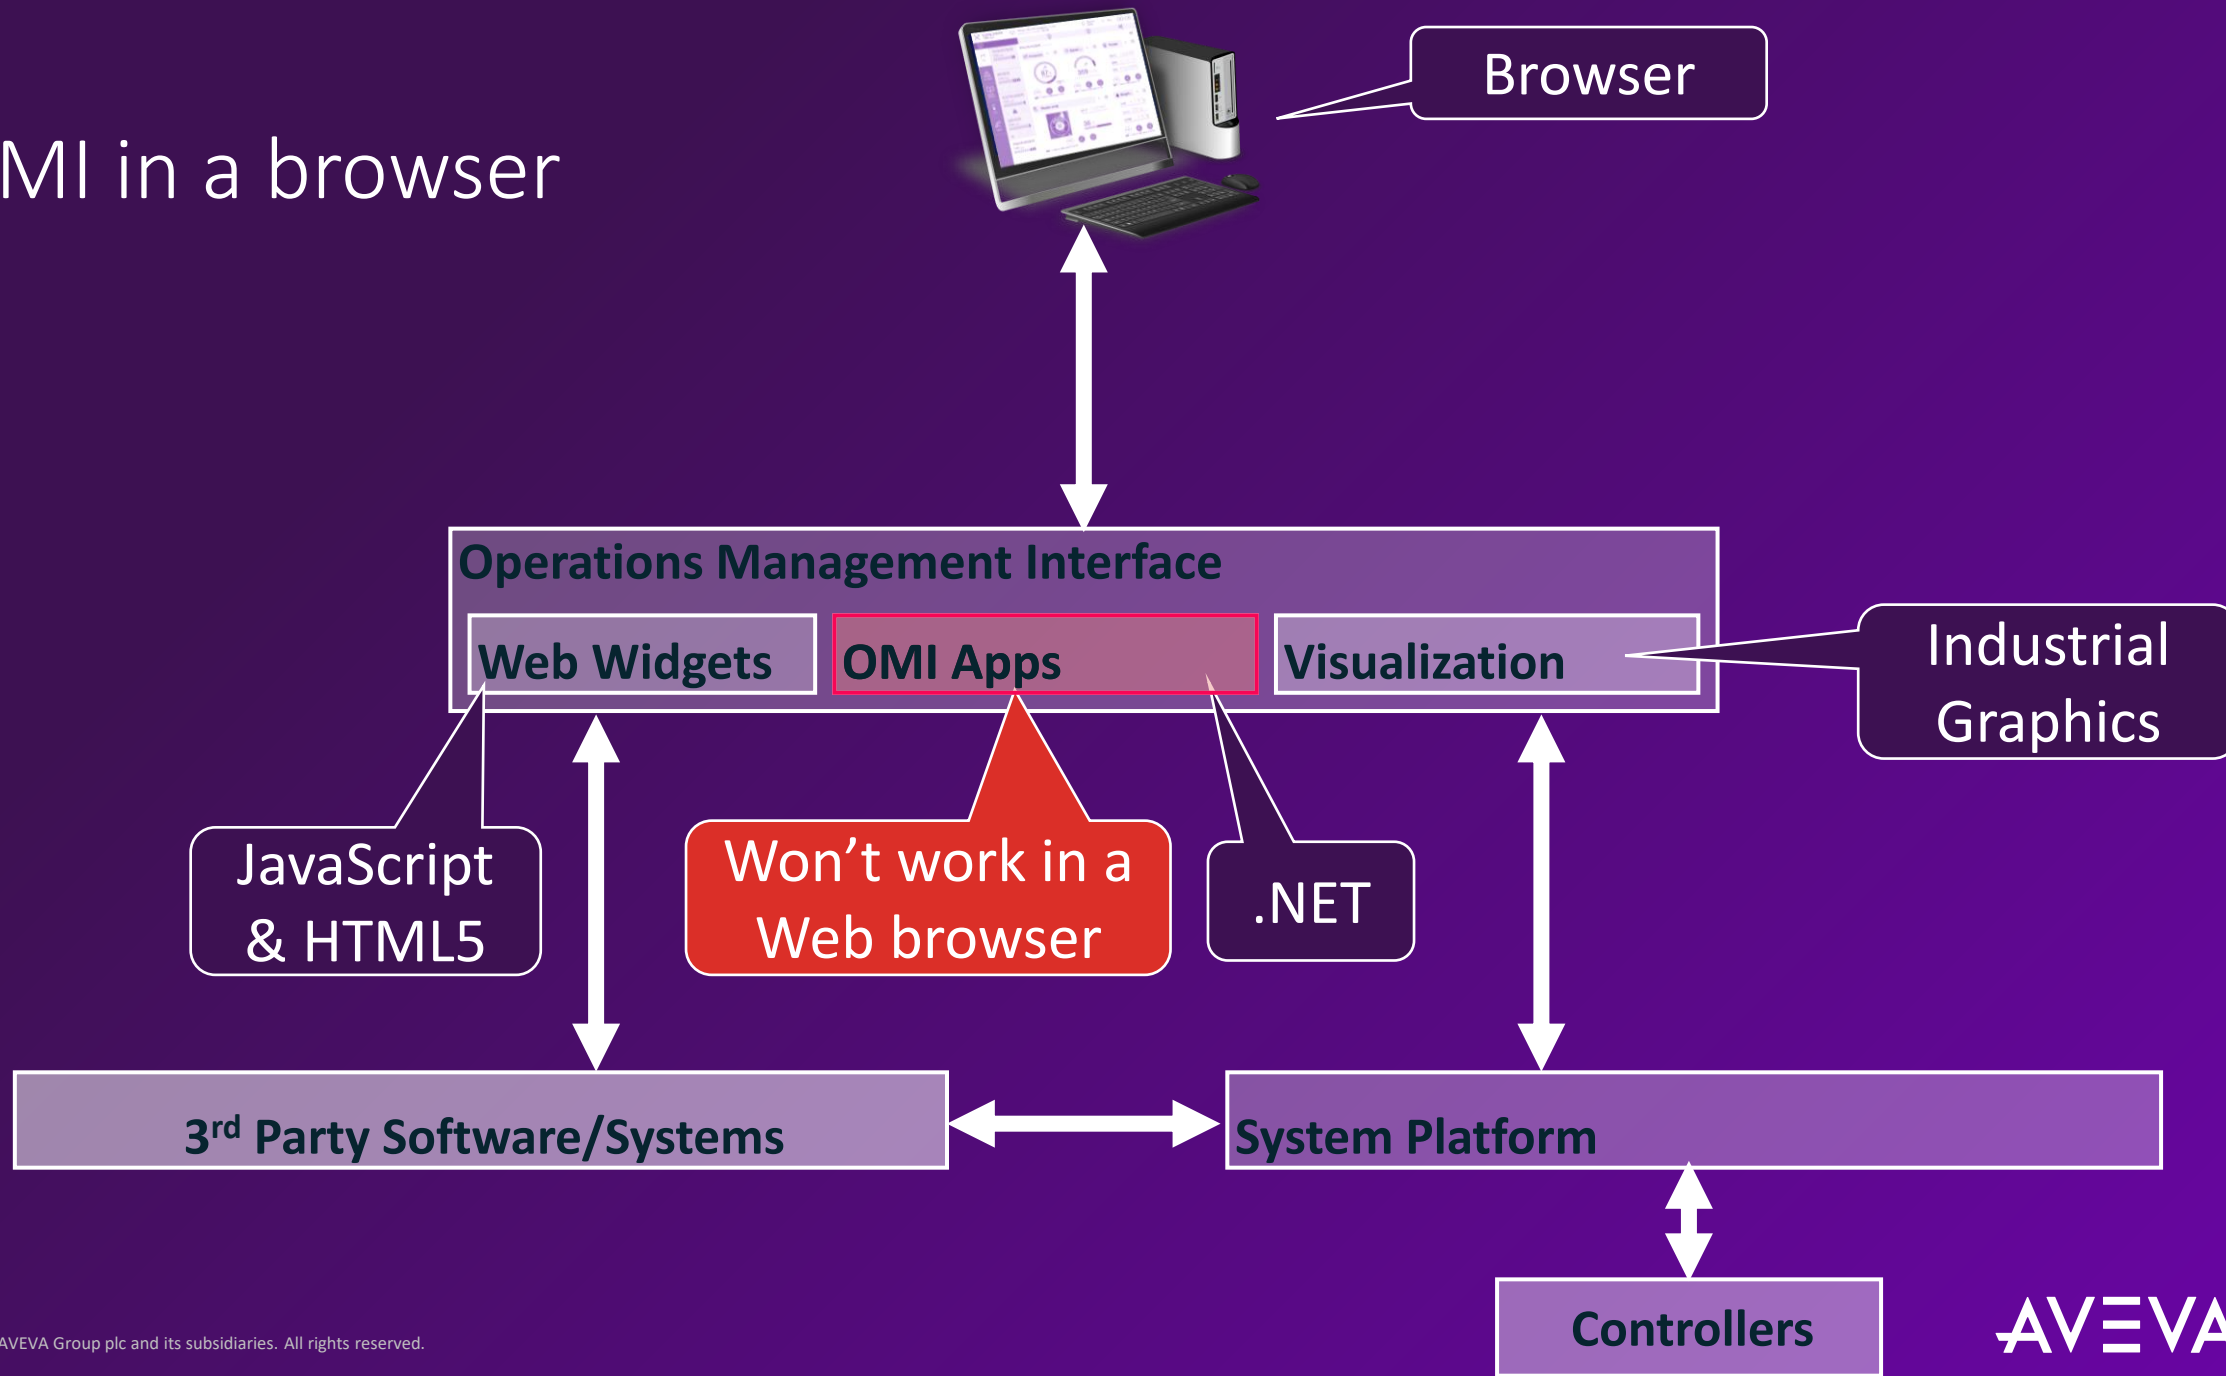 Browser
MI in a browser
Operations Management Interface
Web Widgets
OMI Apps
Visualization
Industrial
Graphics
JavaScript
& HTML5
Won’t work in a
Web browser
.NET
3rd Party Software/Systems
System Platform
Controllers
AVEVA Group plc and its subsidiaries. All rights reserved.
AVEVA